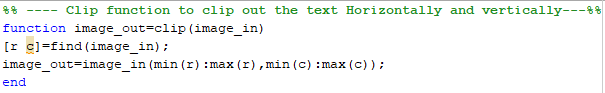 %% ---- Clip function to clip out the text Horizontally and vertically---%%
function image_out=clip(image_in)
[r c]=find(image_in);
image_out=image_in(min(r):max(r),min(c):max(c));
end